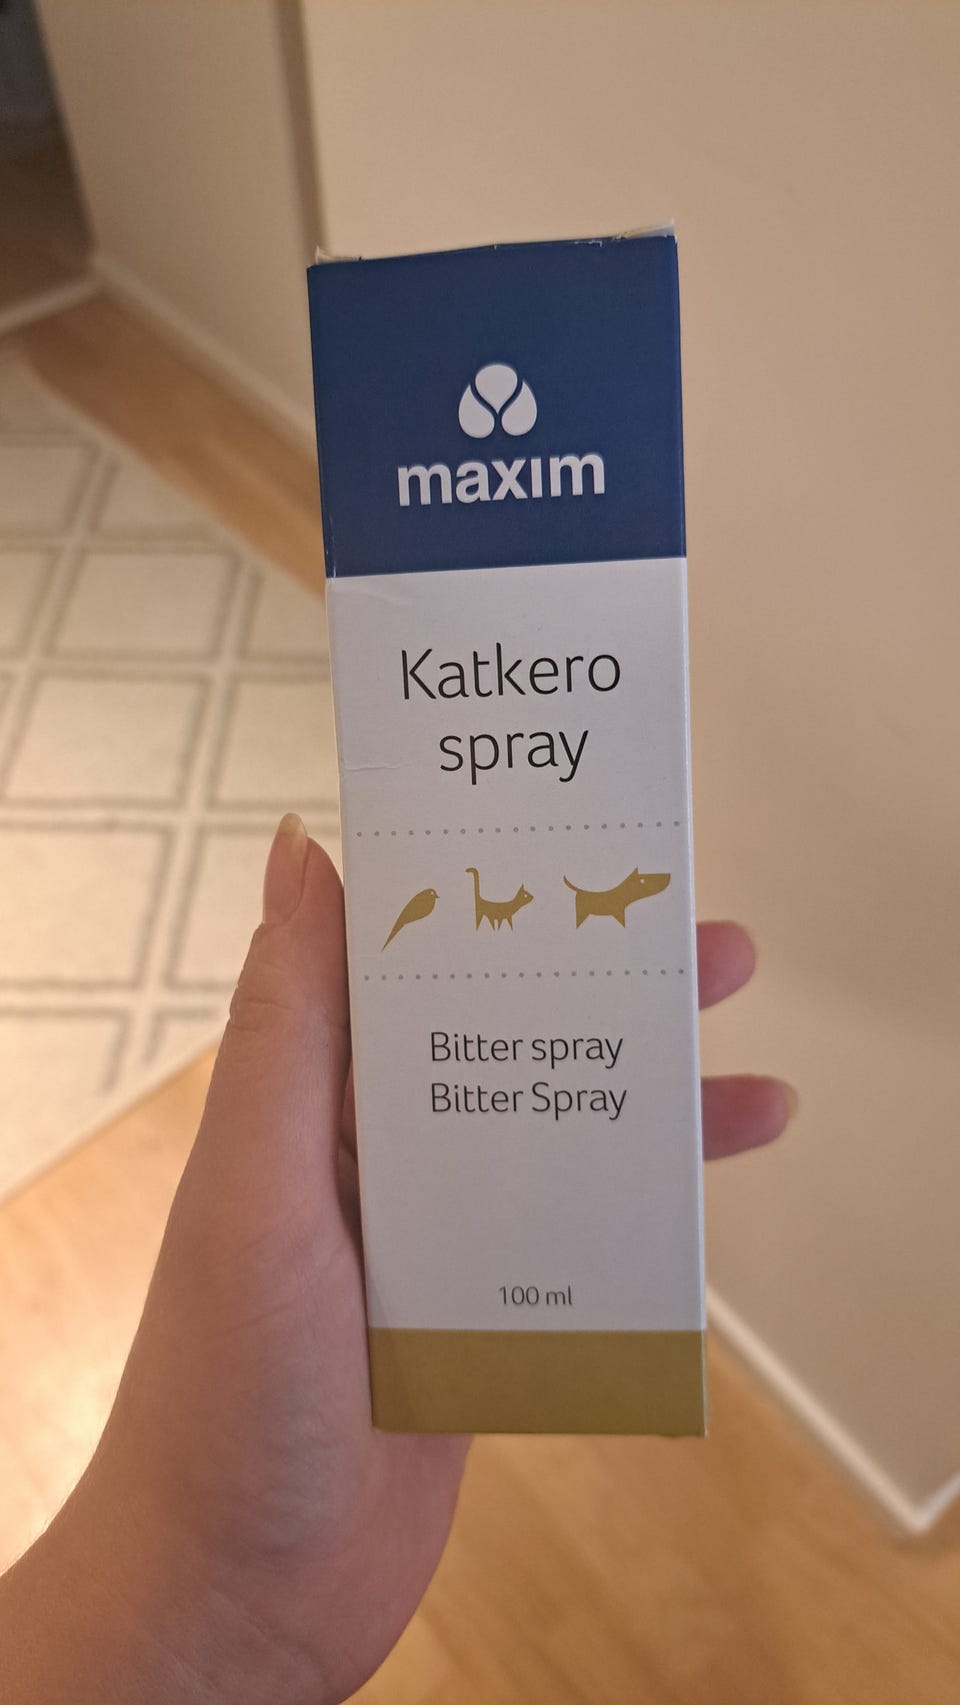 maxim
Katkero
spray
Bitter spray
Bitter Spray
100 ml